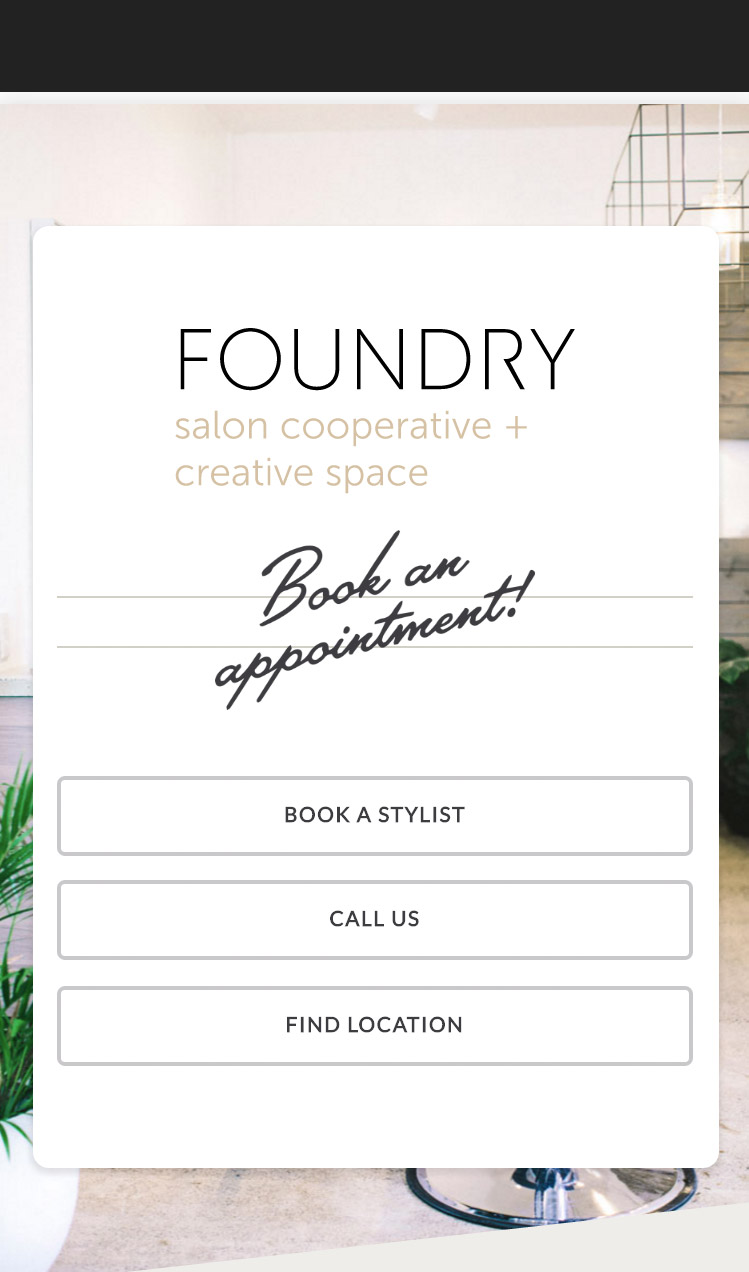 FOUNDRY
salon cooperative +
creative space
Book an
appointment!
BOOK A STYLIST
CALL US
FIND LOCATION